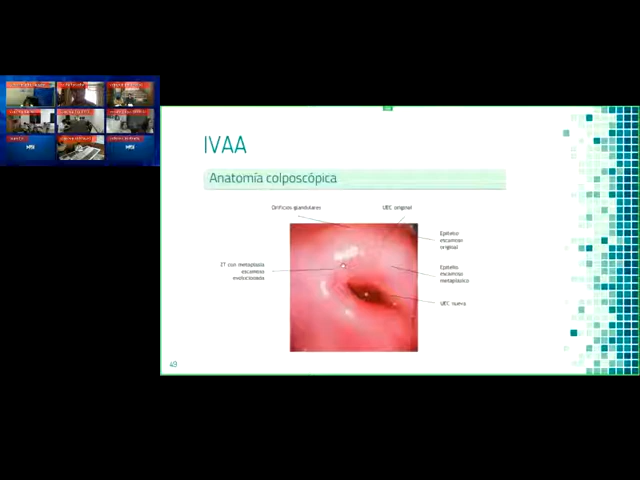 IVAA
Anatomía colposcópica
Orificios glandulares
UEC original
Epitelio
escamoso
original
ZT con metaplasia
escamosa
evolucionada
Epitelio
escamoso
metaplásico
UEC nueva
49